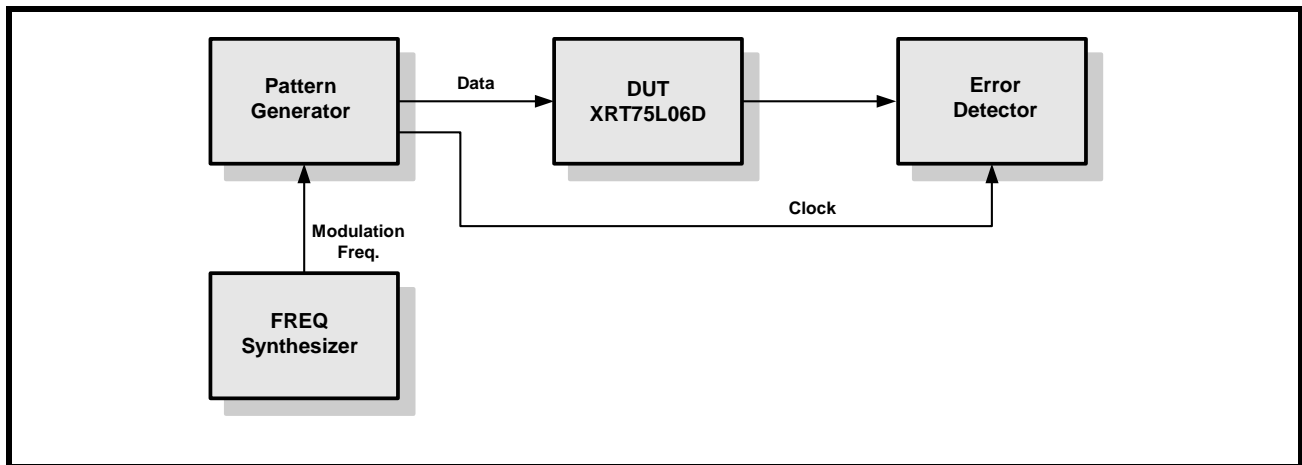 Pattern
Generator
Data
DUT
XRT75L06D
Error
Detector
Clock
Modulation
Freq.
FREQ
Synthesizer